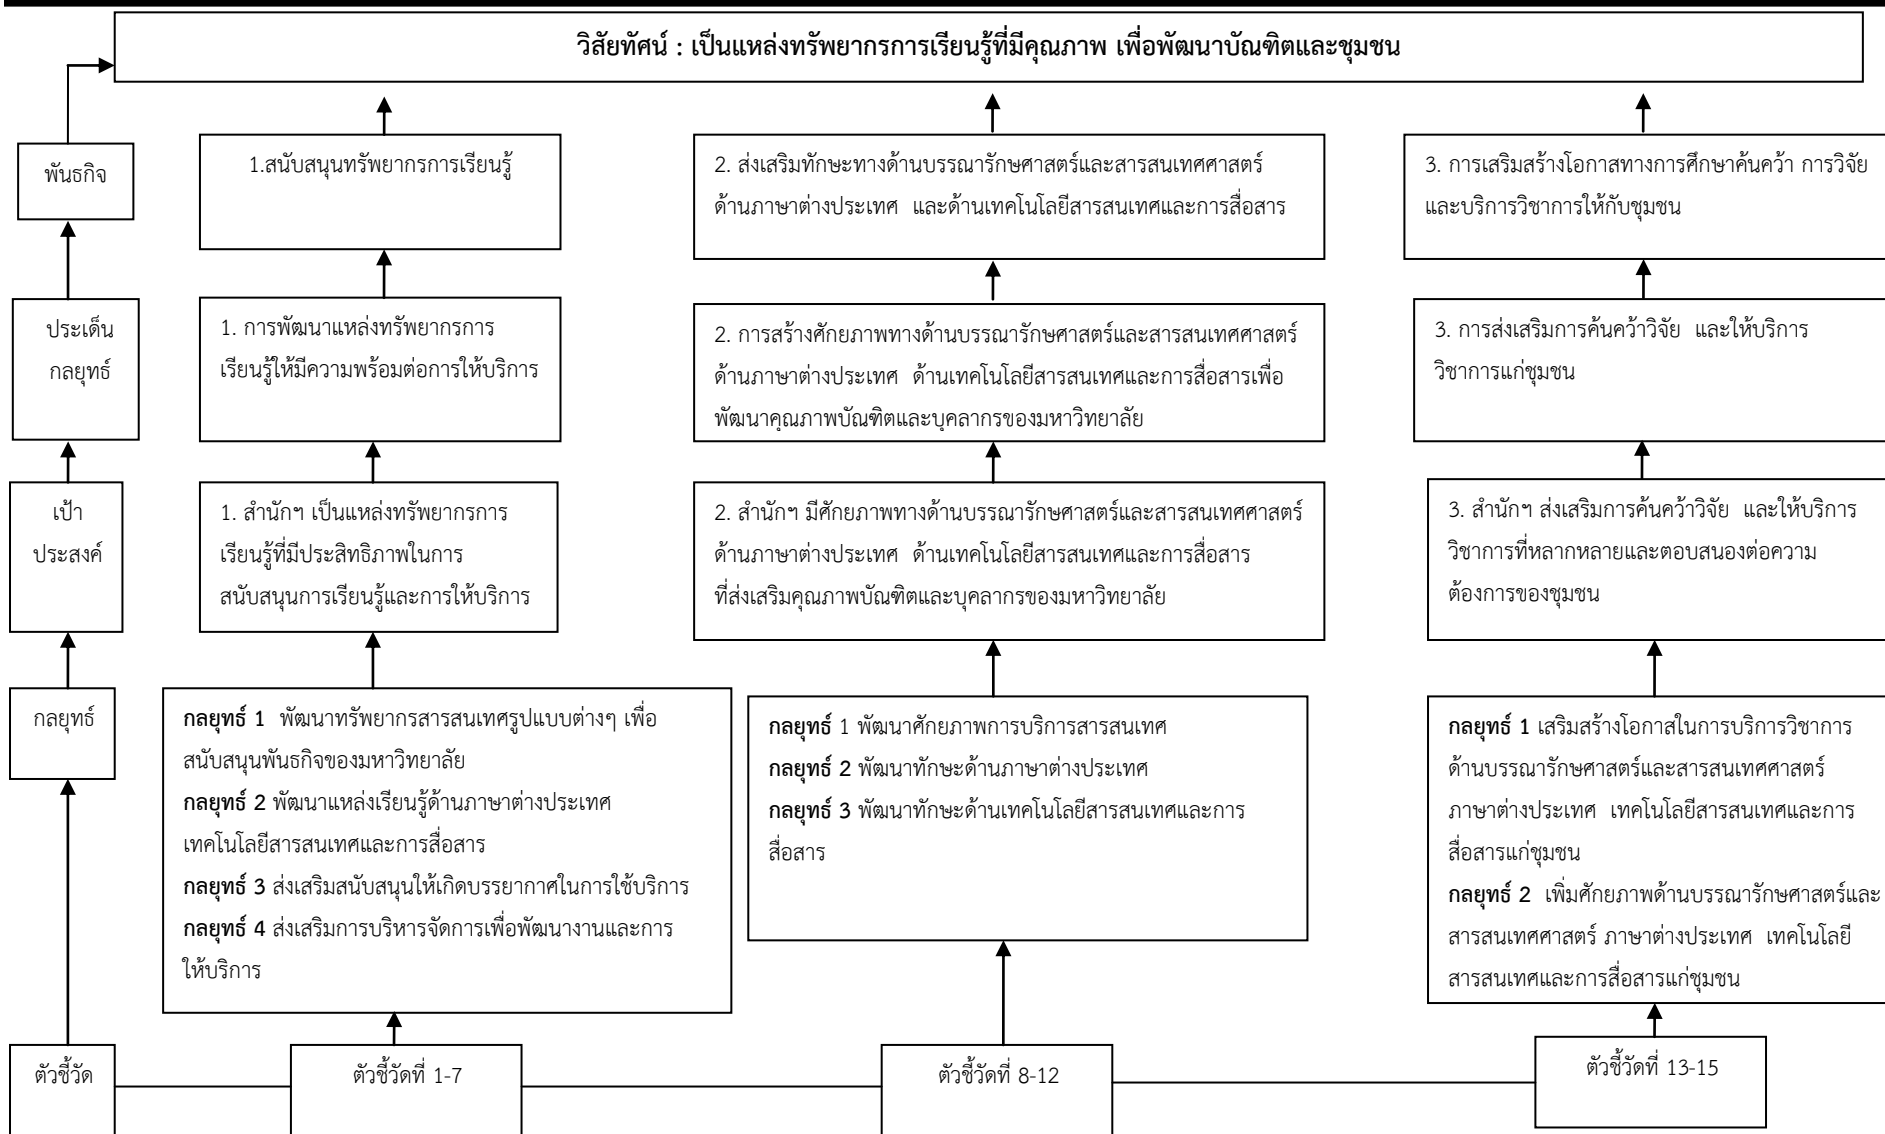 วิสัยทัศน์ : เป็นแหล่งทรัพยากรการเรียนรู้ที่มีคุณภาพ เพื่อพัฒนาบัณฑิตและชุมชน
พันธกิจ
1.สนับสนุนทรัพยากรการเรียนรู้
2. ส่งเสริมทักษะทางด้านบรรณารักษศาสตร์และสารสนเทศศาสตร์
ด้านภาษาต่างประเทศ และด้านเทคโนโลยีสารสนเทศและการสื่อสาร
3. การเสริมสร้างโอกาสทางการศึกษาค้นคว้า การวิจัย
และบริการวิชาการให้กับชุมชน
ประเด็น
กลยุทธ์
1. การพัฒนาแหล่งทรัพยากรการ
เรียนรู้ให้มีความพร้อมต่อการให้บริการ
2. การสร้างศักยภาพทางด้านบรรณารักษศาสตร์และสารสนเทศศาสตร์
ด้านภาษาต่างประเทศ ด้านเทคโนโลยีสารสนเทศและการสื่อสารเพื่อ
พัฒนาคุณภาพบัณฑิตและบุคลากรของมหาวิทยาลัย
3. การส่งเสริมการค้นคว้าวิจัย และให้บริการ
วิชาการแก่ชุมชน
เป้า
ประสงค์
1. สำนักฯ เป็นแหล่งทรัพยากรการ
เรียนรู้ที่มีประสิทธิภาพในการ
สนับสนุนการเรียนรู้และการให้บริการ
2. สำนักฯ มีศักยภาพทางด้านบรรณารักษศาสตร์และสารสนเทศศาสตร์
ด้านภาษาต่างประเทศ ด้านเทคโนโลยีสารสนเทศและการสื่อสาร
ที่ส่งเสริมคุณภาพบัณฑิตและบุคลากรของมหาวิทยาลัย
3. สำนักฯ ส่งเสริมการค้นคว้าวิจัย และให้บริการ
วิชาการที่หลากหลายและตอบสนองต่อความ
ต้องการของชุมชน
กลยุทธ์
กลยุทธ์ 1 พัฒนาทรัพยากรสารสนเทศรูปแบบต่างๆ เพื่อ
สนับสนุนพันธกิจของมหาวิทยาลัย
กลยุทธ์ 2 พัฒนาแหล่งเรียนรู้ด้านภาษาต่างประเทศ
เทคโนโลยีสารสนเทศและการสื่อสาร
กลยุทธ์ 3 ส่งเสริมสนับสนุนให้เกิดบรรยากาศในการใช้บริการ
กลยุทธ์ 4 ส่งเสริมการบริหารจัดการเพื่อพัฒนางานและการ
ให้บริการ
กลยุทธ์ 1 พัฒนาศักยภาพการบริการสารสนเทศ
กลยุทธ์ 2 พัฒนาทักษะด้านภาษาต่างประเทศ
กลยุทธ์ 3 พัฒนาทักษะด้านเทคโนโลยีสารสนเทศและการ
สื่อสาร
กลยุทธ์ 1 เสริมสร้างโอกาสในการบริการวิชาการ
ด้านบรรณารักษศาสตร์และสารสนเทศศาสตร์
ภาษาต่างประเทศ เทคโนโลยีสารสนเทศและการ
สื่อสารแก่ชุมชน
กลยุทธ์ 2 เพิ่มศักยภาพด้านบรรณารักษศาสตร์และ
สารสนเทศศาสตร์ ภาษาต่างประเทศ เทคโนโลยี
สารสนเทศและการสื่อสารแก่ชุมชน
ตัวชี้วัด
ตัวชี้วัดที่ 1-7
ตัวชี้วัดที่ 8-12
ตัวชี้วัดที่ 13-15